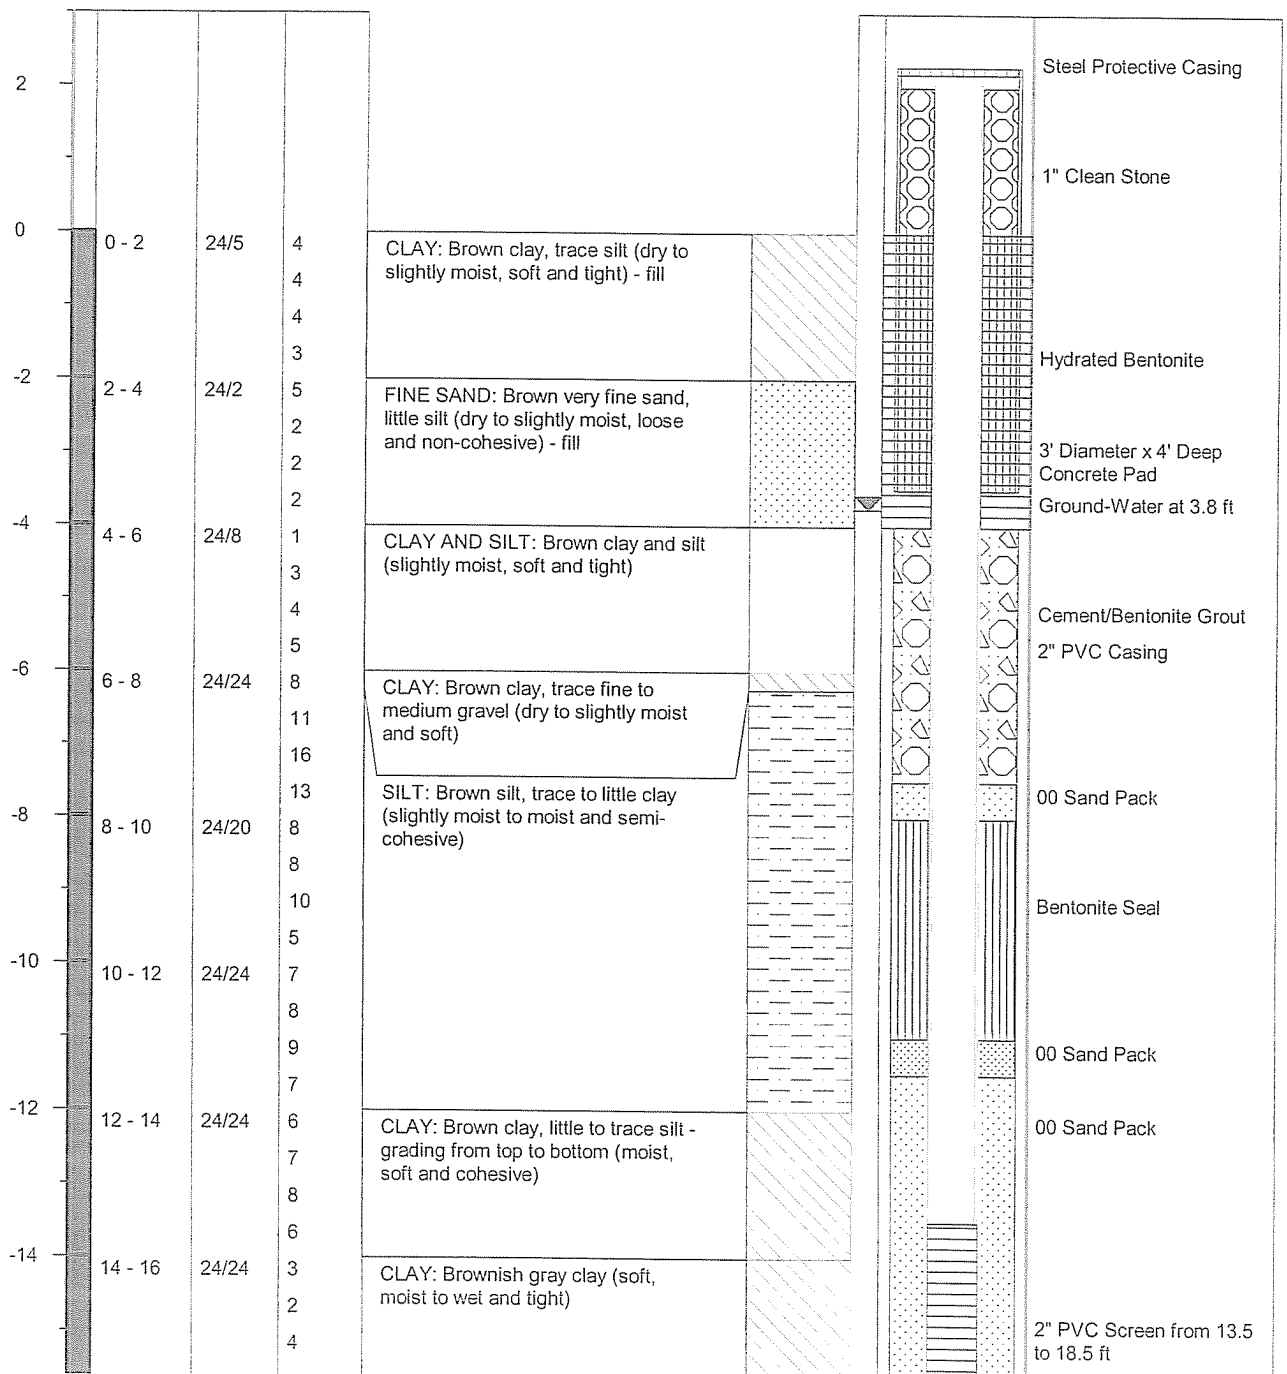 Steel Protective Casing
2
1" Clean Stone
0
0 - 2 24/5 4
CLAY: Brown clay, trace silt (dry to
slightly moist, soft and tight) - fill
4
4
3
Hydrated Bentonite
-2
2 - 4 24/2 5
FINE SAND: Brown very fine sand,
little silt (dry to slightly moist, loose
and non-cohesive) - fill
2
2
2
3' Diameter x 4' Deep
Concrete Pad
Ground-Water at 3.8 ft
-4
4 - 6 24/8 1
CLAY AND SILT: Brown clay and silt
(slightly moist, soft and tight)
3
4
5
Cement/Bentonite Grout
2" PVC Casing
-6
6 - 8 24/24 8
CLAY: Brown clay, trace fine to
medium gravel (dry to slightly moist
and soft)
11
16
13
SILT: Brown silt, trace to little clay
(slightly moist to moist and semi-
cohesive)
00 Sand Pack
-8
8 - 10 24/20 8
8
10
5
Bentonite Seal
-10
10 - 12 24/24 7
8
9
7
00 Sand Pack
-12
12 - 14 24/24 6
CLAY: Brown clay, little to trace silt -
grading from top to bottom (moist,
soft and cohesive)
00 Sand Pack
7
8
6
-14
14 - 16 24/24 3
CLAY: Brownish gray clay (soft,
moist to wet and tight)
2
4
2" PVC Screen from 13.5
to 18.5 ft